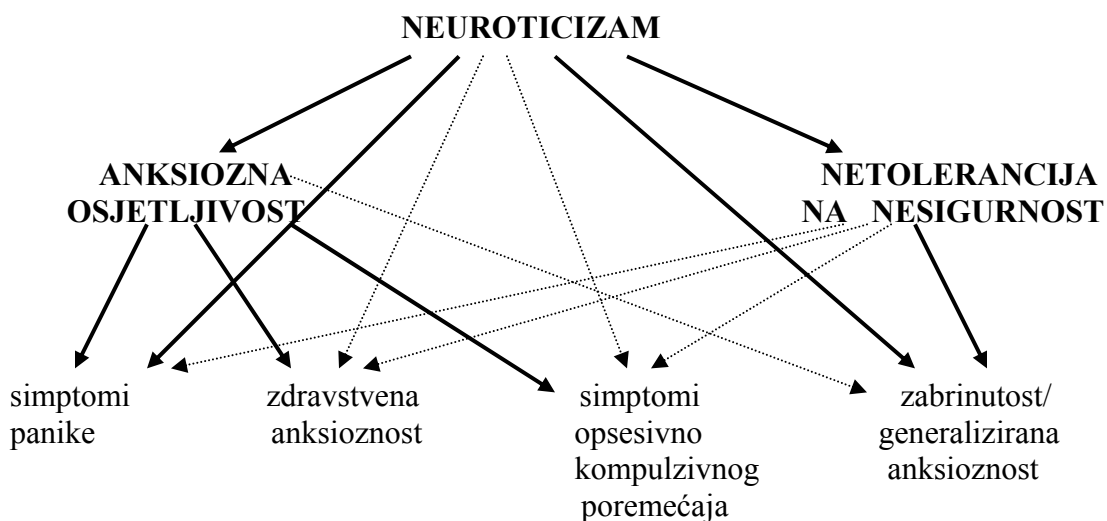 NEUROTICIZAM
ANKSIOZNA
OSJETLJIVOST
NETOLERANCIJA
NA NESIGURNOST
simptomi
panike
zdravstvena
anksioznost
simptomi
opsesivno
kompulzivnog
poremećaja
zabrinutost/
generalizirana
anksioznost